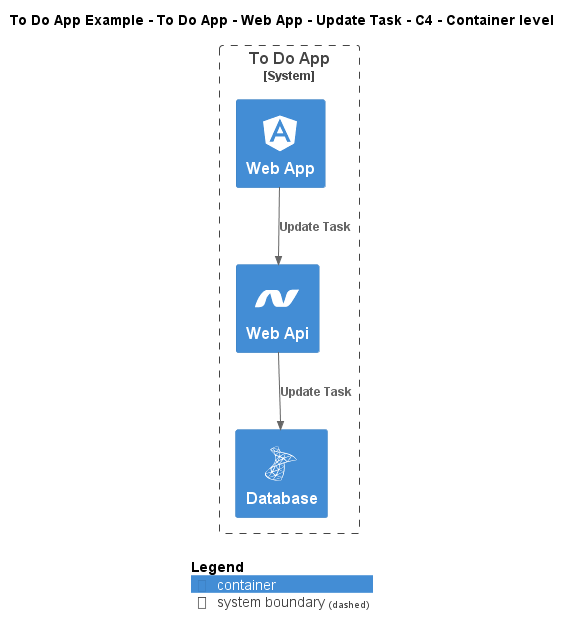 To Do App Example - To Do App - Web App - Update Task - C4 - Container level
To Do App
[System]
Web App
Update Task
Web Api
Update Task
Database
Legend
container
system boundary (dashed)